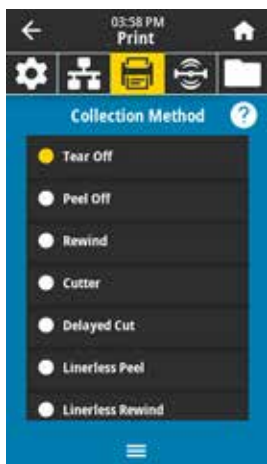 03:58 PM
Print
Collection Method
?
Tear Off
Peel Off
Rewind
Cutter
Delayed Cut
Linerless Peel
Linerless Rewind